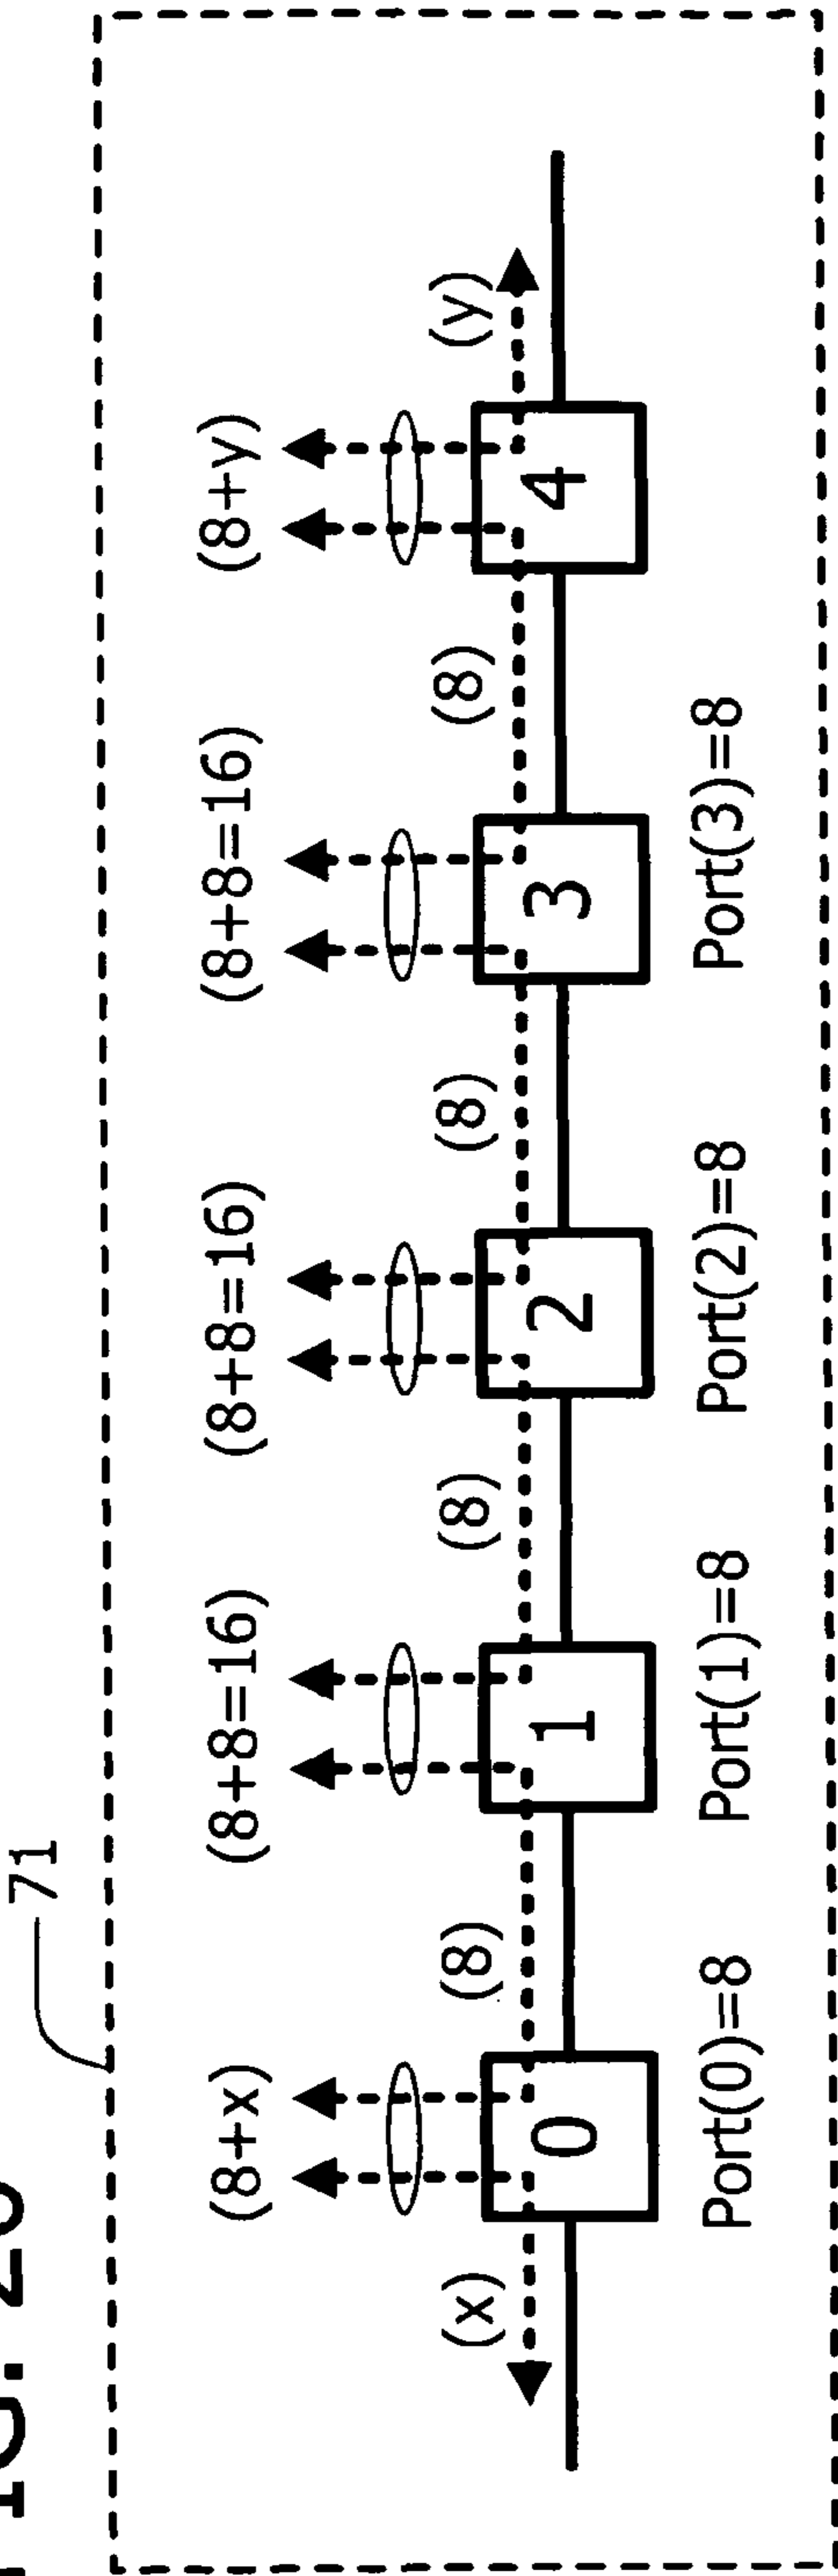 FIG.
71
(8+x)
(8+8=16)
(8+8=16)
(8+8=16)
(8+y)
(x)
(8)
(8)
(8)
(8)
(y)
0
1
2
3
4
Port(0)=8
Port(1)=8
Port(2)=8
Port(3)=8